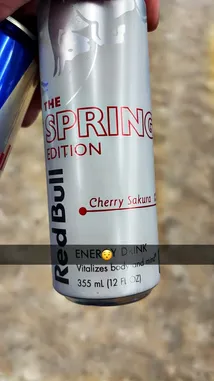 THE
SPRING
EDITION
Cherry Sakura
Red Bull
ENERGY DRINK
Vitalizes body and mind
355 mL (12 FL OZ)